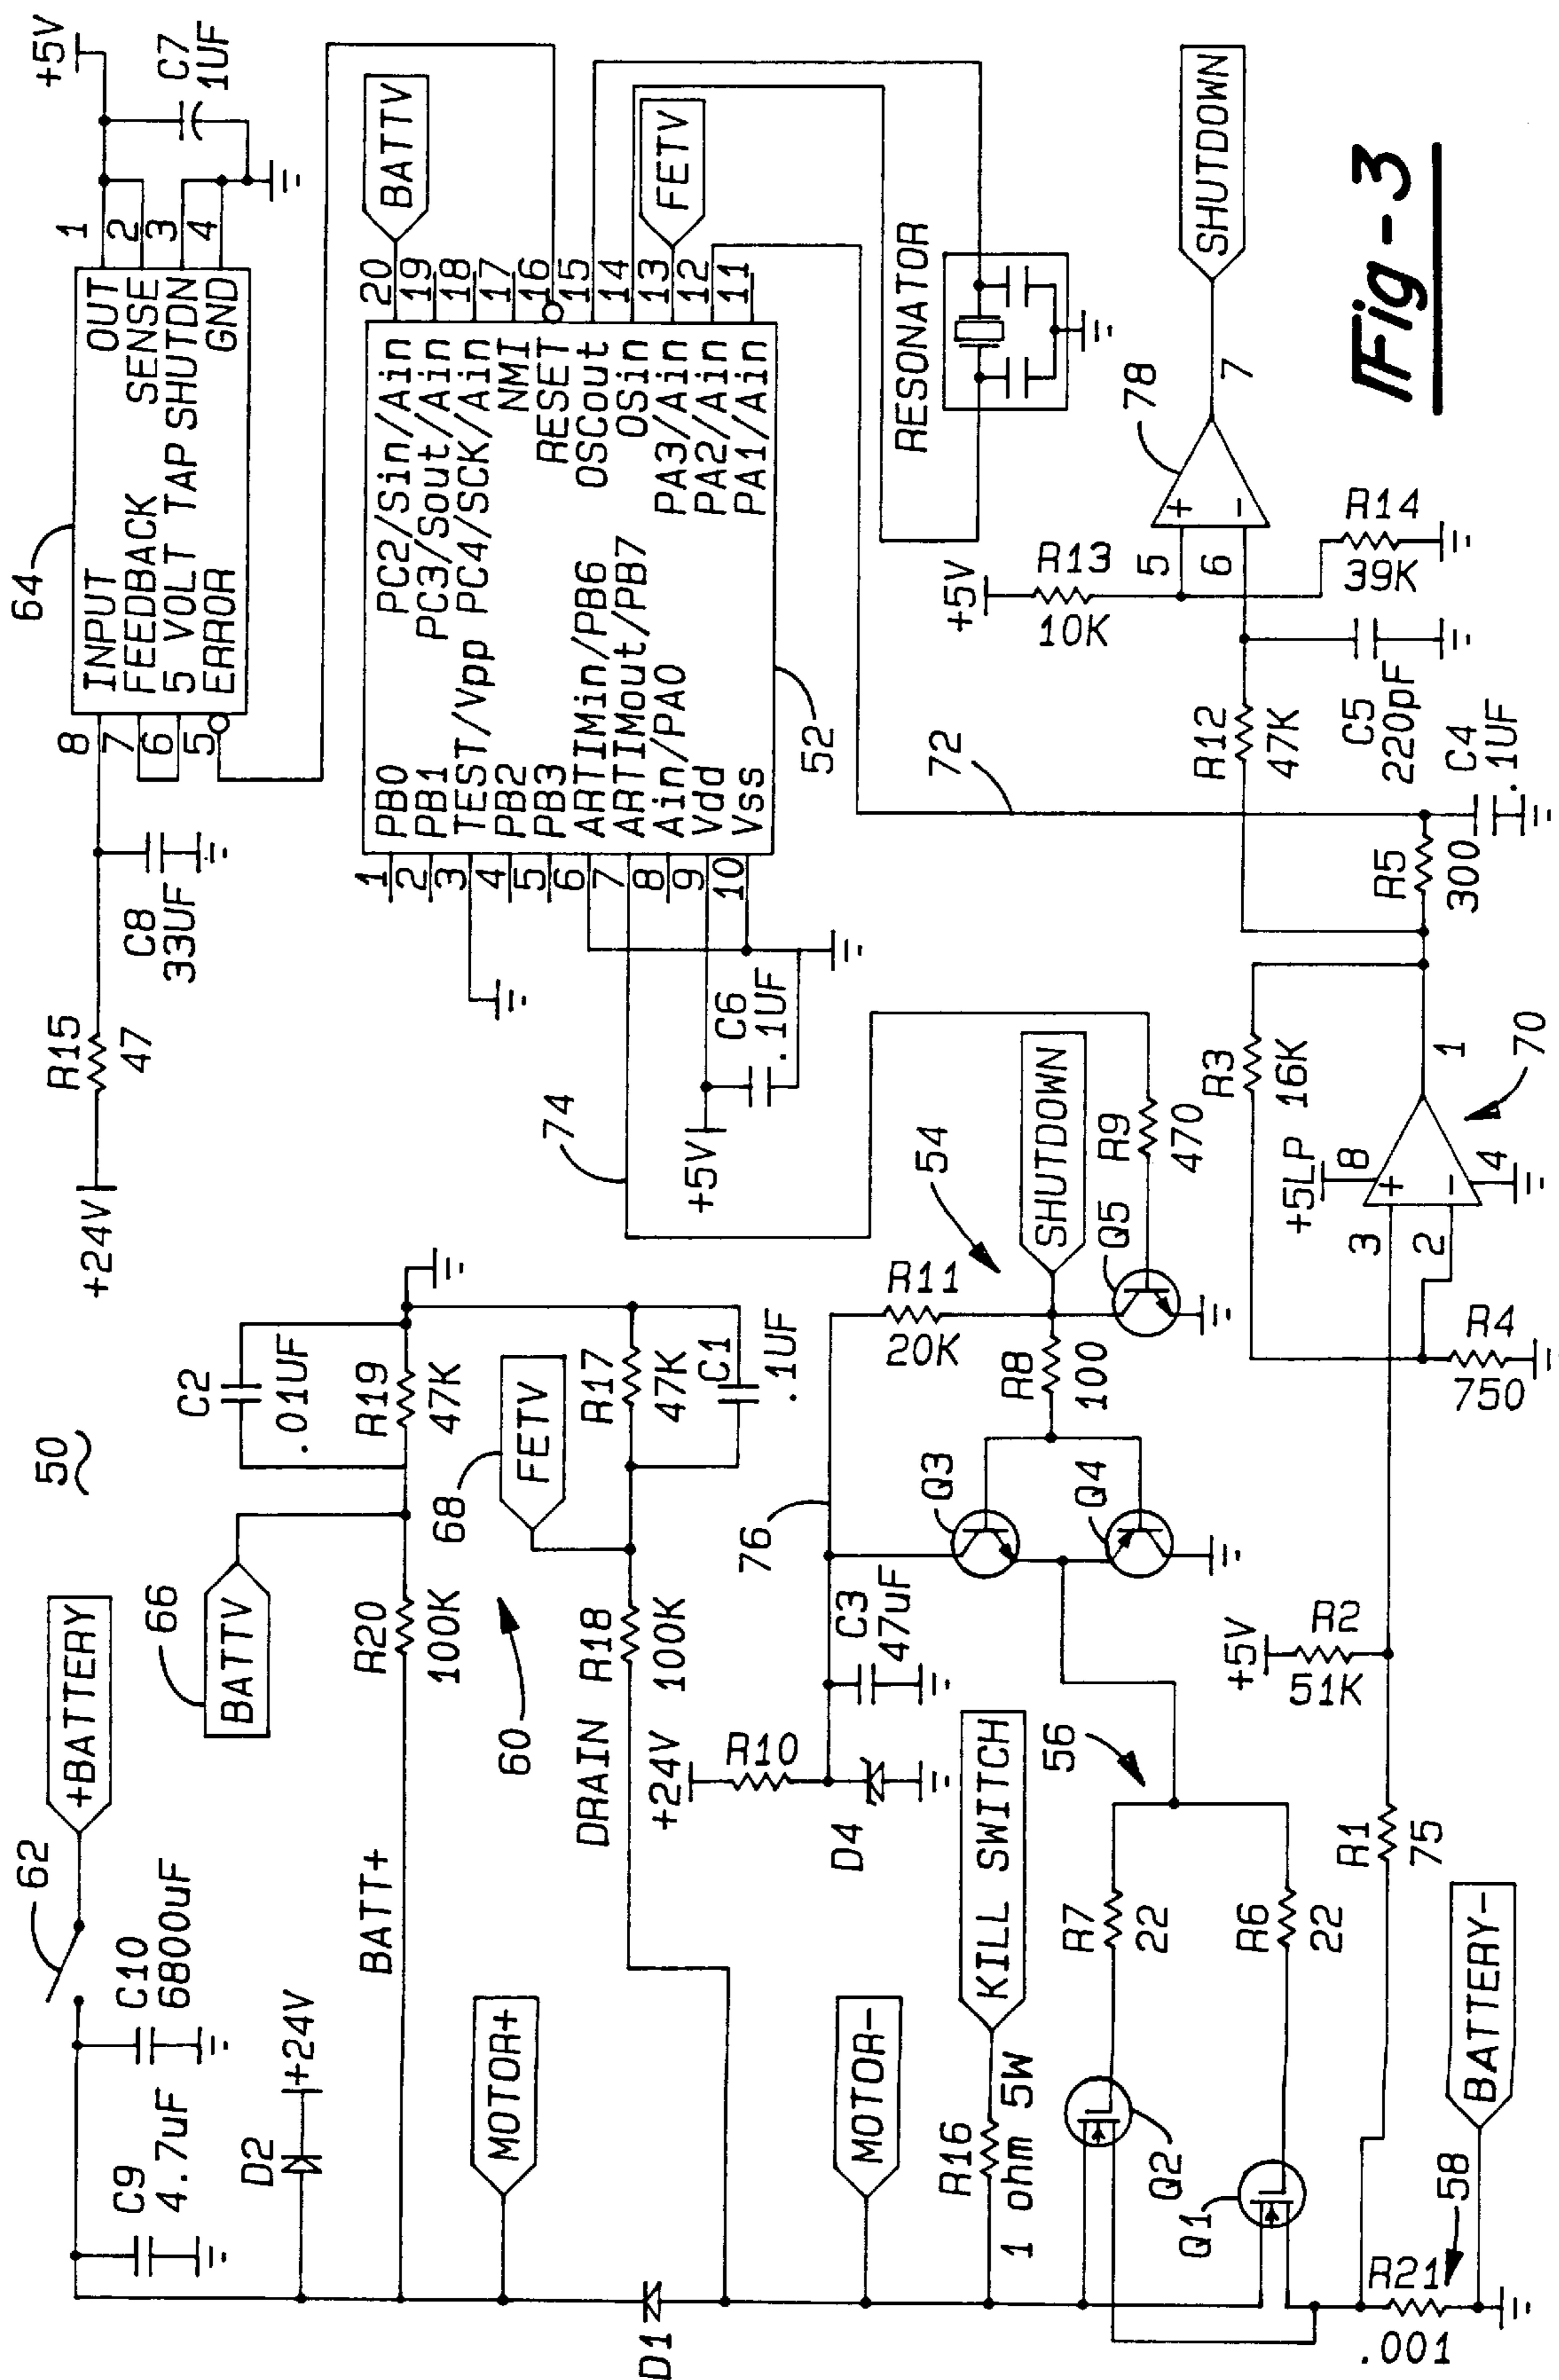 50
62
+BATTERY
C9
4.7uF
C10
6800uF
D2
+24V
BATT+
66
BATTV
R20
100K
C2
.01UF
R19
47K
MOTOR+
60
68
FETV
DRAIN
R18
100K
R17
47K
C1
.1UF
D1
MOTOR-
+24V
R10
D4
C3
47uF
76
R11
20K
54
SHUTDOWN
Q3
Q4
R8
100
Q5
R9
470
KILL SWITCH
R16
1 ohm 5W
56
R7
22
R6
22
Q2
Q1
R21
.001
58
BATTERY-
R1
75
+5V
R2
51K
3
2
+5LP
8
4
1
70
R3
16K
R4
750
R5
300
C4
.1UF
72
R12
47K
C5
220pF
+5V
R13
10K
5
6
R14
39K
+
-
+
-
78
7
SHUTDOWN
+24V
R15
47
C8
33UF
64
8 INPUT
7 FEEDBACK
6 5 VOLT TAP
5 ERROR
OUT 1
SENSE 2
SHUTDN 3
GND 4
+5V
C7
1UF
74
+5V
C6
.1UF
1 PB0
2 PB1
3 TEST/Vpp
4 PB2
5 PB3
6 ARTIMin/PB6
7 ARTIMout/PB7
8 Ain/PA0
9 Vdd
10 Vss
PC2/Sin/Ain 20
PC3/Sout/Ain 19
PC4/SCK/Ain 18
NMI 17
RESET 16
OSCout 15
OSin 14
PA3/Ain 13
PA2/Ain 12
PA1/Ain 11
52
BATTV
FETV
RESONATOR
Fig-3